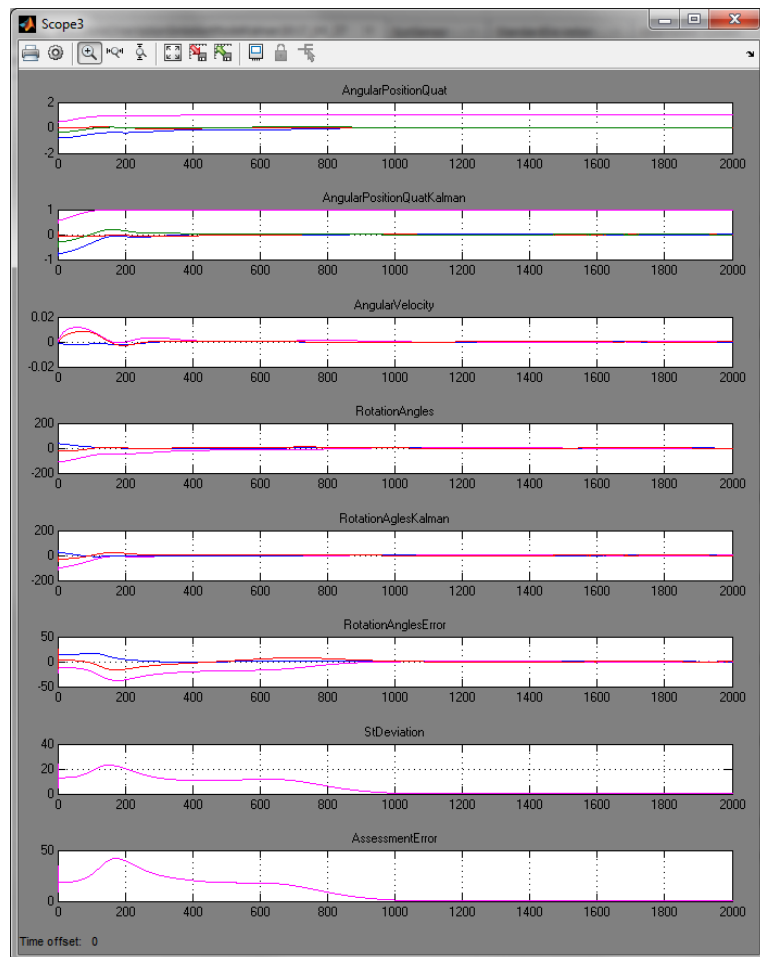 Scope3
AngularPositionQuat
2
0
-2
0 200 400 600 800 1000 1200 1400 1600 1800 2000
AngularPositionQuatKalman
1
0
-1
0 200 400 600 800 1000 1200 1400 1600 1800 2000
AngularVelocity
0.02
0
-0.02
0 200 400 600 800 1000 1200 1400 1600 1800 2000
RotationAngles
200
0
-200
0 200 400 600 800 1000 1200 1400 1600 1800 2000
RotationAglesKalman
200
0
-200
0 200 400 600 800 1000 1200 1400 1600 1800 2000
RotationAnglesError
50
0
-50
0 200 400 600 800 1000 1200 1400 1600 1800 2000
StDeviation
40
20
0
0 200 400 600 800 1000 1200 1400 1600 1800 2000
AssessmentError
50
0
0 200 400 600 800 1000 1200 1400 1600 1800 2000
Time offset: 0